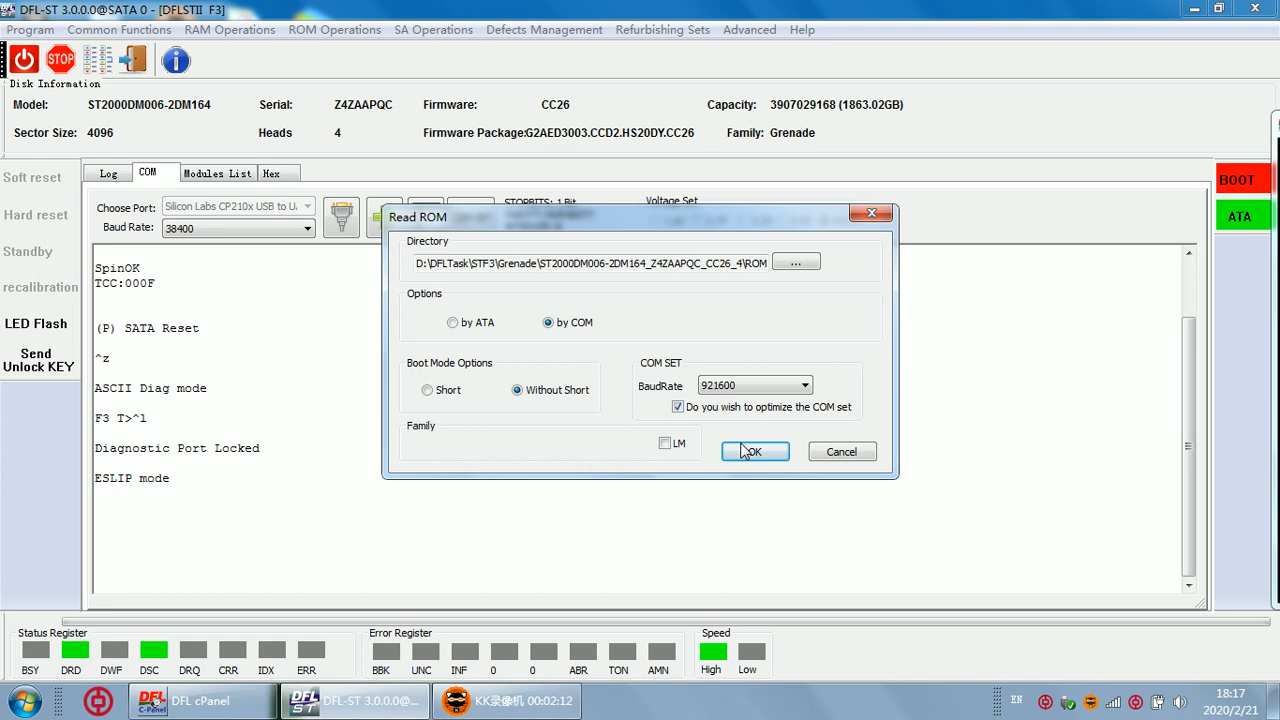 DFL-ST 3.0.0.0@SATA 0 - [DFLSTII F3]
Program Common Functions RAM Operations ROM Operations SA Operations Defects Management Refurbishing Sets Advanced Help
STOP
Disk Information
Model: ST2000DM006-2DM164 Serial: Z4ZAAPQC Firmware: CC26 Capacity: 3907029168 (1863.02GB)
Sector Size: 4096 Heads 4 Firmware Package:G2AED3003.CCD2.HS20DY.CC26 Family: Grenade
Soft reset
Hard reset
Standby
recalibration
LED Flash
Send
Unlock KEY
Log COM Modules List Hex
Choose Port: Silicon Labs CP210x USB to U
Baud Rate: 38400
STOPBITS: 1 Bit
Voltage Set
SpinOK
TCC:000F
(P) SATA Reset
^z
ASCII Diag mode
F3 T>^l
Diagnostic Port Locked
ESLIP mode
Read ROM
Directory
D:\DFLTask\STF3\Grenade\ST2000DM006-2DM164_Z4ZAAPQC_CC26_4\ROM ...
Options
by ATA by COM
Boot Mode Options
Short Without Short
COM SET
BaudRate 921600
Do you wish to optimize the COM set
Family
LM
OK Cancel
BOOT
ATA
Status Register
BSY DRD DWF DSC DRQ CRR IDX ERR
Error Register
BBK UNC INF 0 0 ABR TON AMN
Speed
High Low
DFL C-Panel DFL cPanel
DFL ST DFL-ST 3.0.0.0@...
KK录像机 00:02:12
EN
18:17
2020/2/21